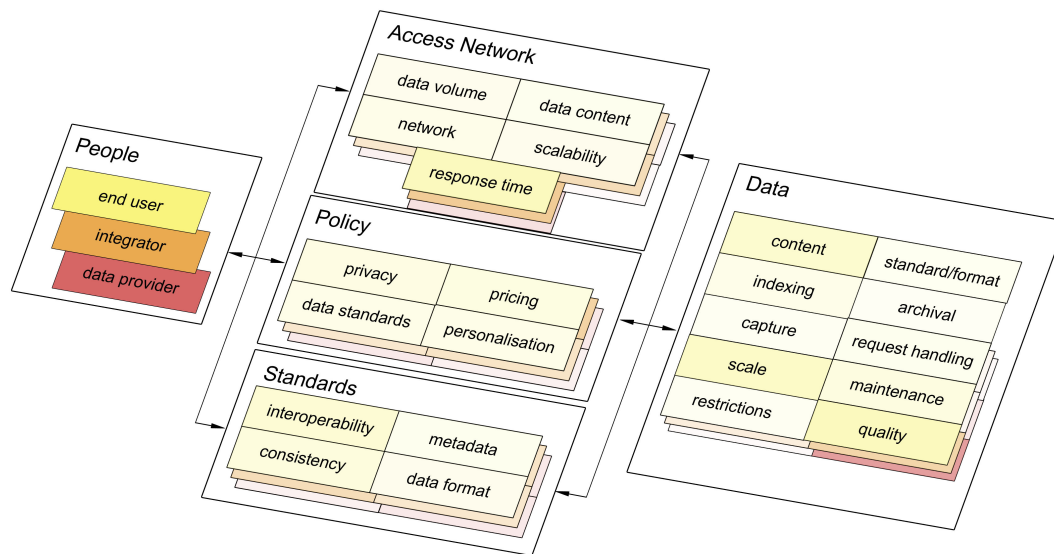 People
end user
integrator
data provider
Access Network
data volume
data content
network
scalability
response time
Policy
privacy
pricing
data standards
personalisation
Standards
interoperability
metadata
consistency
data format
Data
content
standard/format
indexing
archival
capture
request handling
scale
maintenance
restrictions
quality